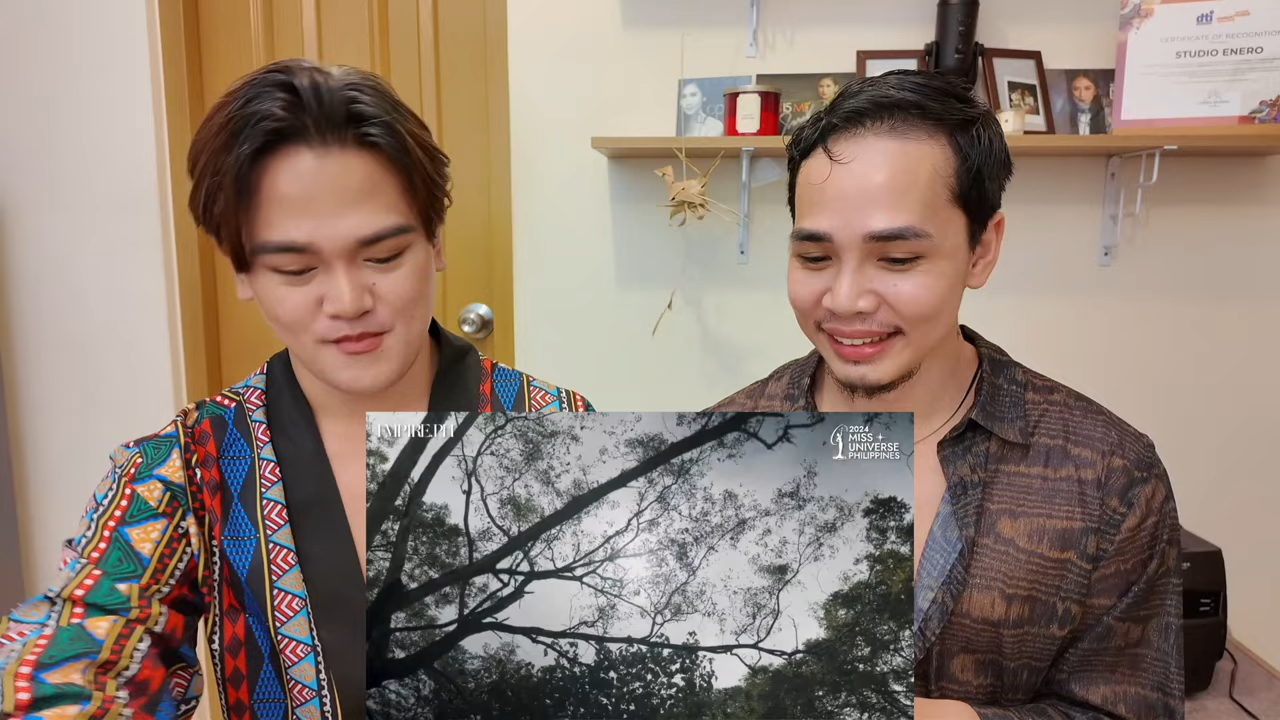 dti
CERTIFICATE OF RECOGNITION
STUDIO ENERO
EMPIRE.PH
2024
MISS
UNIVERSE
PHILIPPINES